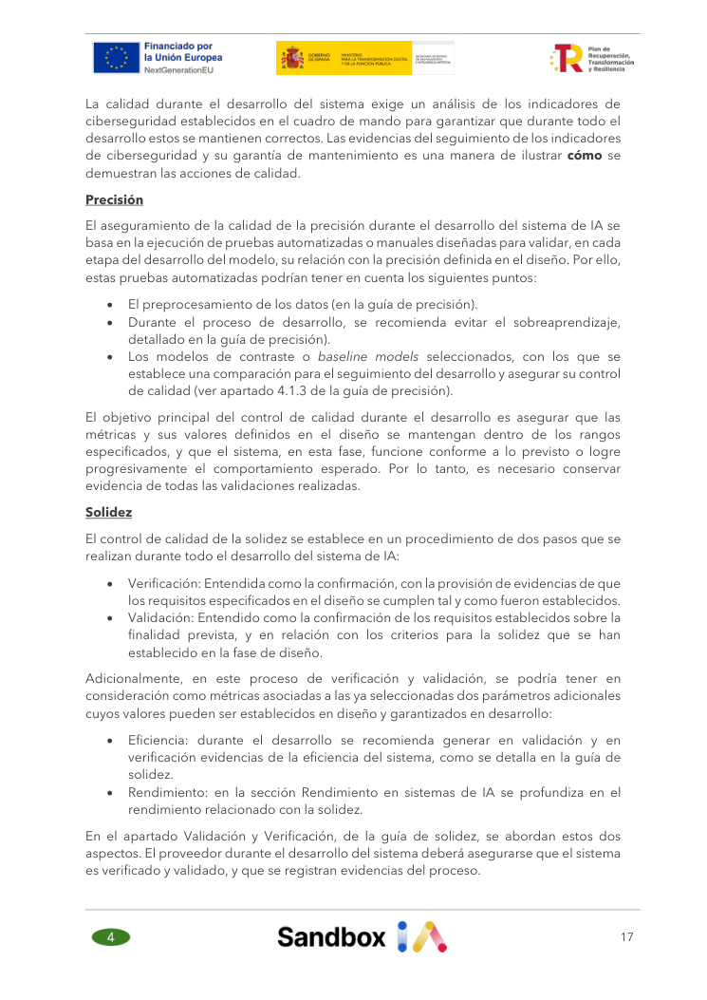 Financiado por
la Unión Europea
NextGenerationEU
GOBIERNO
DE ESPAÑA
MINISTERIO
PARA LA TRANSFORMACIÓN DIGITAL
Y DE LA FUNCIÓN PÚBLICA
SECRETARÍA DE ESTADO
DE DIGITALIZACIÓN
E INTELIGENCIA ARTIFICIAL
Plan de
Recuperación,
Transformación
y Resiliencia
La calidad durante el desarrollo del sistema exige un análisis de los indicadores de
ciberseguridad establecidos en el cuadro de mando para garantizar que durante todo el
desarrollo estos se mantienen correctos. Las evidencias del seguimiento de los indicadores
de ciberseguridad y su garantía de mantenimiento es una manera de ilustrar cómo se
demuestran las acciones de calidad.
Precisión
El aseguramiento de la calidad de la precisión durante el desarrollo del sistema de IA se
basa en la ejecución de pruebas automatizadas o manuales diseñadas para validar, en cada
etapa del desarrollo del modelo, su relación con la precisión definida en el diseño. Por ello,
estas pruebas automatizadas podrían tener en cuenta los siguientes puntos:
• El preprocesamiento de los datos (en la guía de precisión).
• Durante el proceso de desarrollo, se recomienda evitar el sobreaprendizaje,
detallado en la guía de precisión).
• Los modelos de contraste o baseline models seleccionados, con los que se
establece una comparación para el seguimiento del desarrollo y asegurar su control
de calidad (ver apartado 4.1.3 de la guía de precisión).
El objetivo principal del control de calidad durante el desarrollo es asegurar que las
métricas y sus valores definidos en el diseño se mantengan dentro de los rangos
especificados, y que el sistema, en esta fase, funcione conforme a lo previsto o logre
progresivamente el comportamiento esperado. Por lo tanto, es necesario conservar
evidencia de todas las validaciones realizadas.
Solidez
El control de calidad de la solidez se establece en un procedimiento de dos pasos que se
realizan durante todo el desarrollo del sistema de IA:
• Verificación: Entendida como la confirmación, con la provisión de evidencias de que
los requisitos especificados en el diseño se cumplen tal y como fueron establecidos.
• Validación: Entendido como la confirmación de los requisitos establecidos sobre la
finalidad prevista, y en relación con los criterios para la solidez que se han
establecido en la fase de diseño.
Adicionalmente, en este proceso de verificación y validación, se podría tener en
consideración como métricas asociadas a las ya seleccionadas dos parámetros adicionales
cuyos valores pueden ser establecidos en diseño y garantizados en desarrollo:
• Eficiencia: durante el desarrollo se recomienda generar en validación y en
verificación evidencias de la eficiencia del sistema, como se detalla en la guía de
solidez.
• Rendimiento: en la sección Rendimiento en sistemas de IA se profundiza en el
rendimiento relacionado con la solidez.
En el apartado Validación y Verificación, de la guía de solidez, se abordan estos dos
aspectos. El proveedor durante el desarrollo del sistema deberá asegurarse que el sistema
es verificado y validado, y que se registran evidencias del proceso.
4
Sandbox IA
17